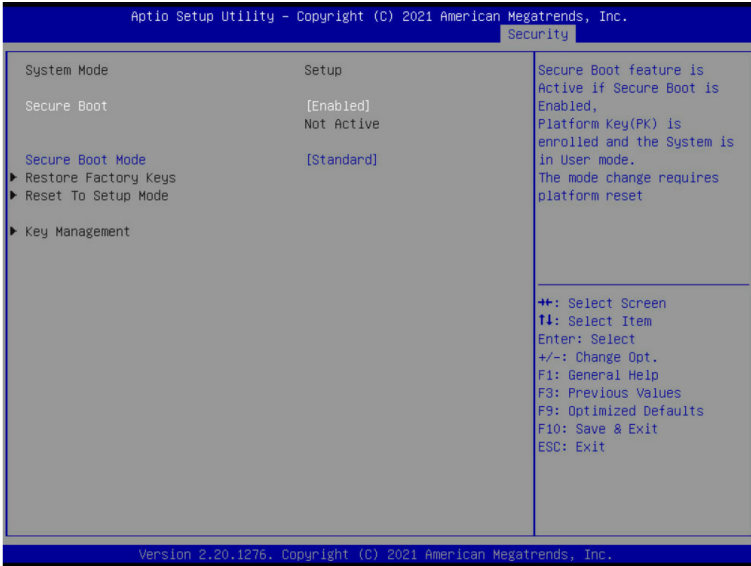 Aptio Setup Utility – Copyright (C) 2021 American Megatrends, Inc.
Security
System Mode Setup
Secure Boot [Enabled]
Not Active
Secure Boot Mode [Standard]
▶ Restore Factory Keys
▶ Reset To Setup Mode
▶ Key Management
Secure Boot feature is
Active if Secure Boot is
Enabled,
Platform Key(PK) is
enrolled and the System is
in User mode.
The mode change requires
platform reset
→←: Select Screen
↑↓: Select Item
Enter: Select
+/-: Change Opt.
F1: General Help
F3: Previous Values
F9: Optimized Defaults
F10: Save & Exit
ESC: Exit
Version 2.20.1276. Copyright (C) 2021 American Megatrends, Inc.